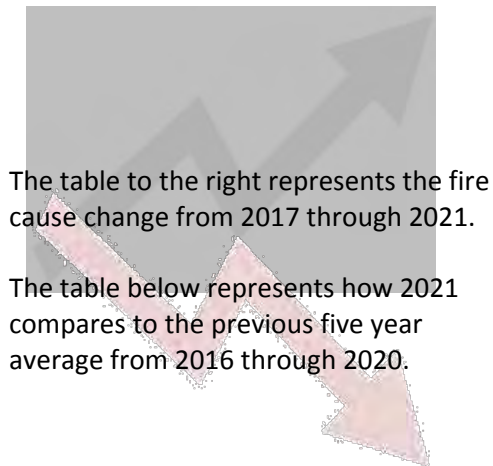 The table to the right represents the fire
cause change from 2017 through 2021.
The table below represents how 2021
compares to the previous five year
average from 2016 through 2020.